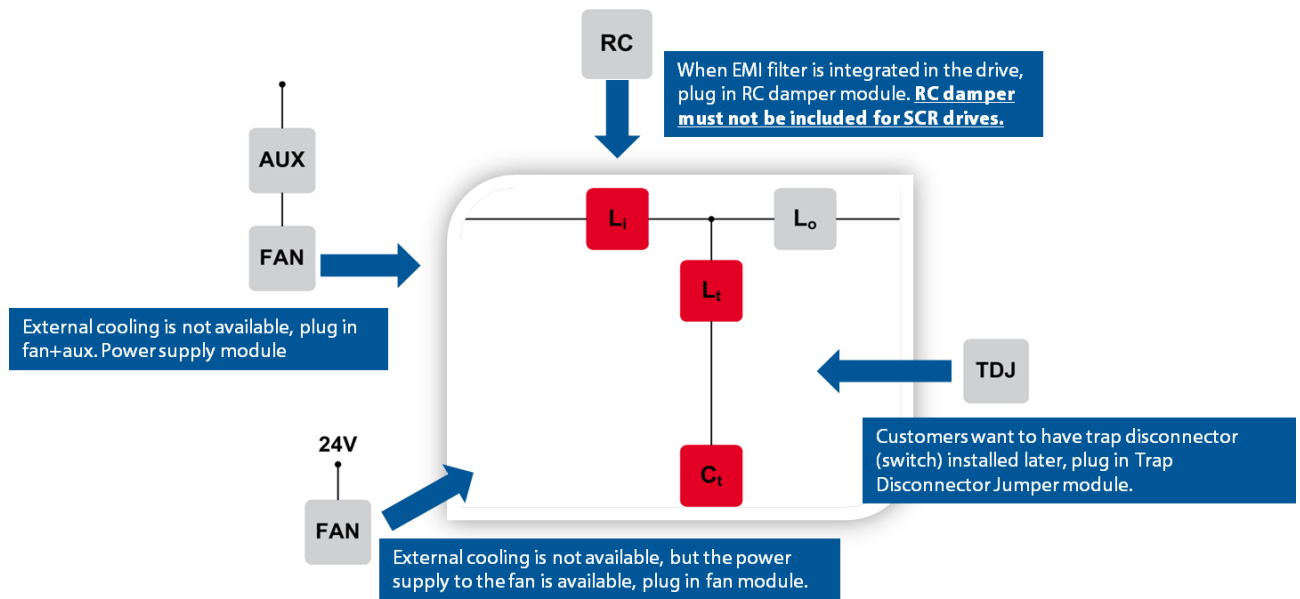 RC
When EMI filter is integrated in the drive,
plug in RC damper module. RC damper
must not be included for SCR drives.
AUX
FAN
External cooling is not available, plug in
fan+aux. Power supply module
Li
Lo
Lt
Ct
TDJ
Customers want to have trap disconnector
(switch) installed later, plug in Trap
Disconnector Jumper module.
24V
FAN
External cooling is not available, but the power
supply to the fan is available, plug in fan module.